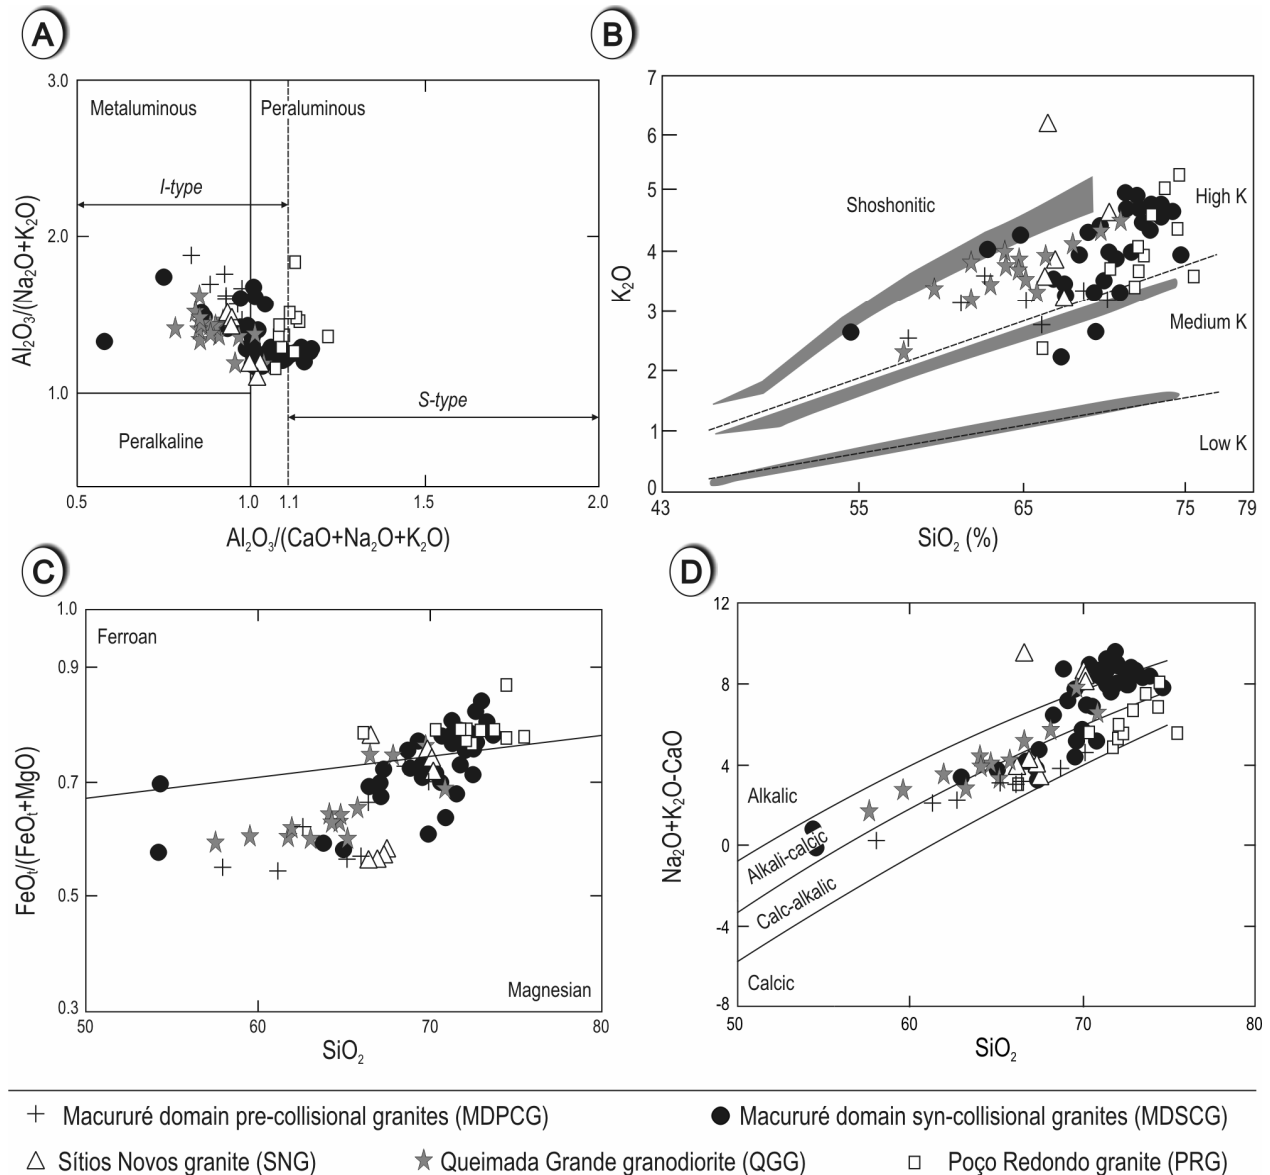 A
B
3.0
Metaluminous
Peraluminous
I-type
2.0
1.0
S-type
Peralkaline
0.5
1.0
1.1
1.5
2.0
Al₂O₃/(Na₂O+K₂O)
Al₂O₃/(CaO+Na₂O+K₂O)
7
6
5
4
3
2
1
0
K₂O
Shoshonitic
High K
Medium K
Low K
43
55
65
75
79
SiO₂ (%)
C
D
1.0
0.9
0.7
0.5
0.3
Ferroan
Magnesian
FeOₜ/(FeOₜ+MgO)
50
60
70
80
SiO₂
12
8
4
0
-4
-8
Na₂O+K₂O-CaO
Alkalic
Alkali-calcic
Calc-alkalic
Calcic
50
60
70
80
SiO₂
Macururé domain pre-collisional granites (MDPCG)
Macururé domain syn-collisional granites (MDSCG)
Sítios Novos granite (SNG)
Queimada Grande granodiorite (QGG)
Poço Redondo granite (PRG)